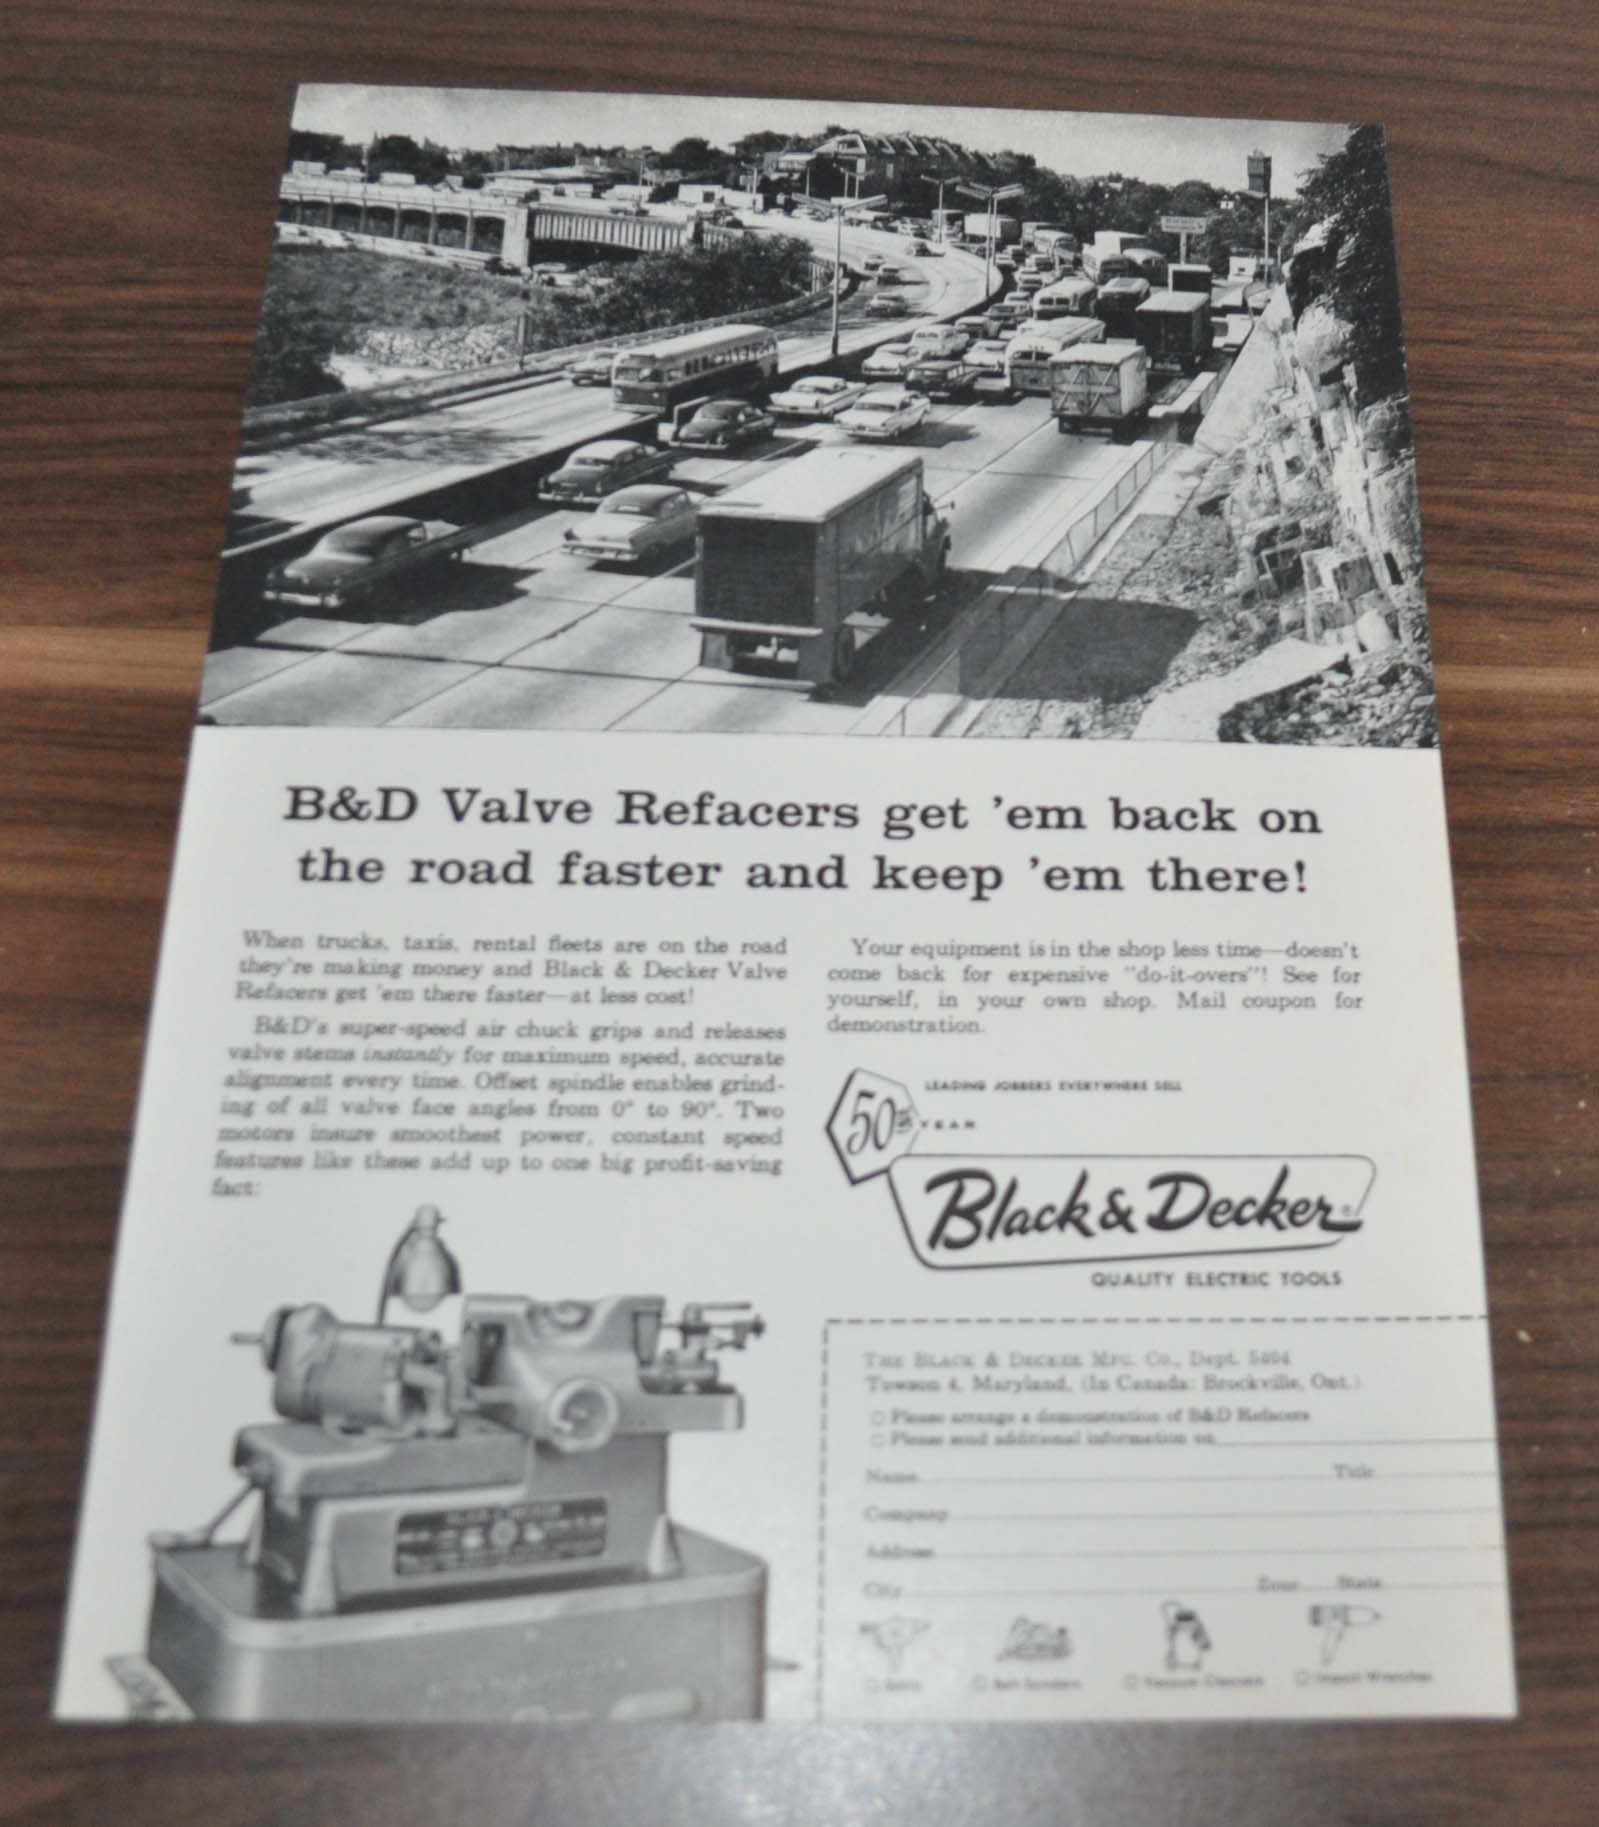 B&D Valve Refacers get 'em back on
the road faster and keep 'em there!
When trucks, taxis, rental fleets are on the road
they're making money and Black & Decker Valve
Refacers get 'em there faster—at less cost!
B&D's super-speed air chuck grips and releases
valve stems instantly for maximum speed, accurate
alignment every time. Offset spindle enables grind-
ing of all valve face angles from 0° to 90°. Two
motors insure smoothest power, constant speed
features like these add up to one big profit-saving
fact:
Your equipment is in the shop less time—doesn't
come back for expensive "do-it-overs"! See for
yourself, in your own shop. Mail coupon for
demonstration.
LEADING JOBBERS EVERYWHERE SELL
50th YEAR
Black & Decker®
QUALITY ELECTRIC TOOLS
THE BLACK & DECKER MFG. CO., Dept. 5404
Towson 4, Maryland, (In Canada: Brockville, Ont.)
Please arrange a demonstration of B&D Refacers
Please send additional information on
Name Title
Company
Address
City Zone State
Drills Belt Sanders Vacuum Cleaners Impact Wrenches